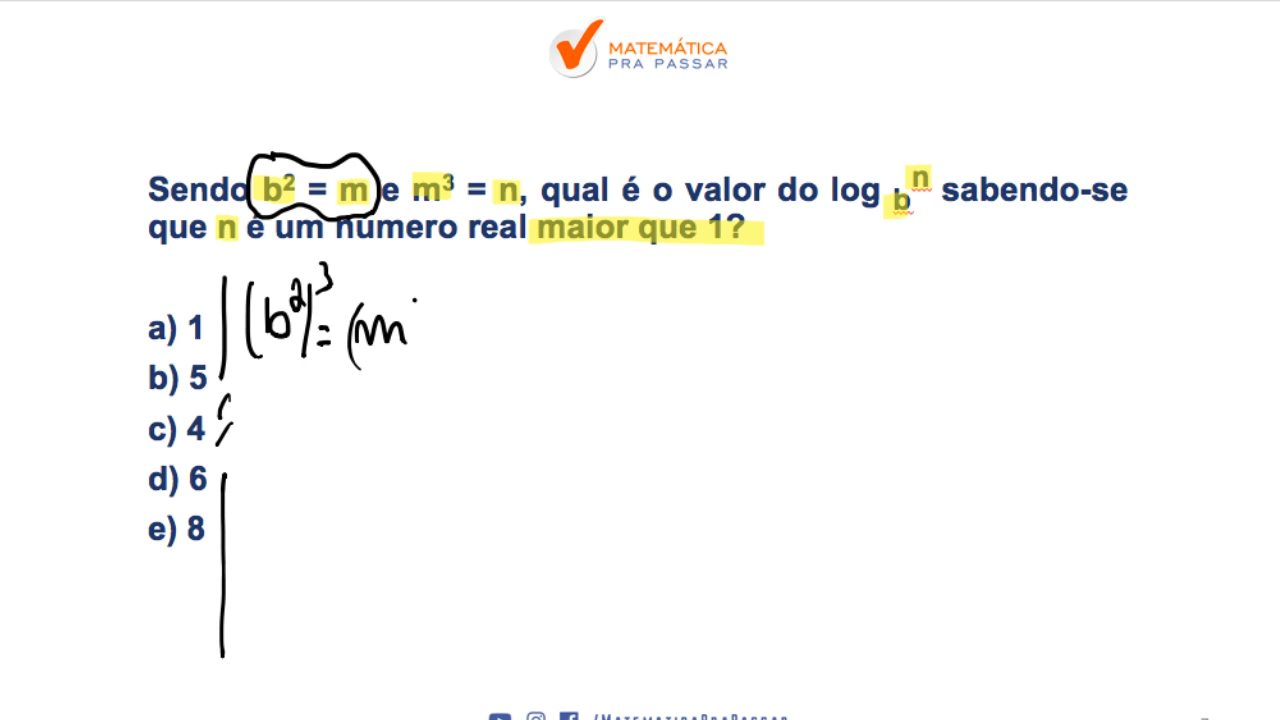 MATEMÁTICA
PRA PASSAR
Sendo b² = m e m³ = n, qual é o valor do log b n sabendo-se
que n é um número real maior que 1?
(b²)³ = (m
a) 1
b) 5
c) 4
d) 6
e) 8
/MATEMATICAPRAPASSAR